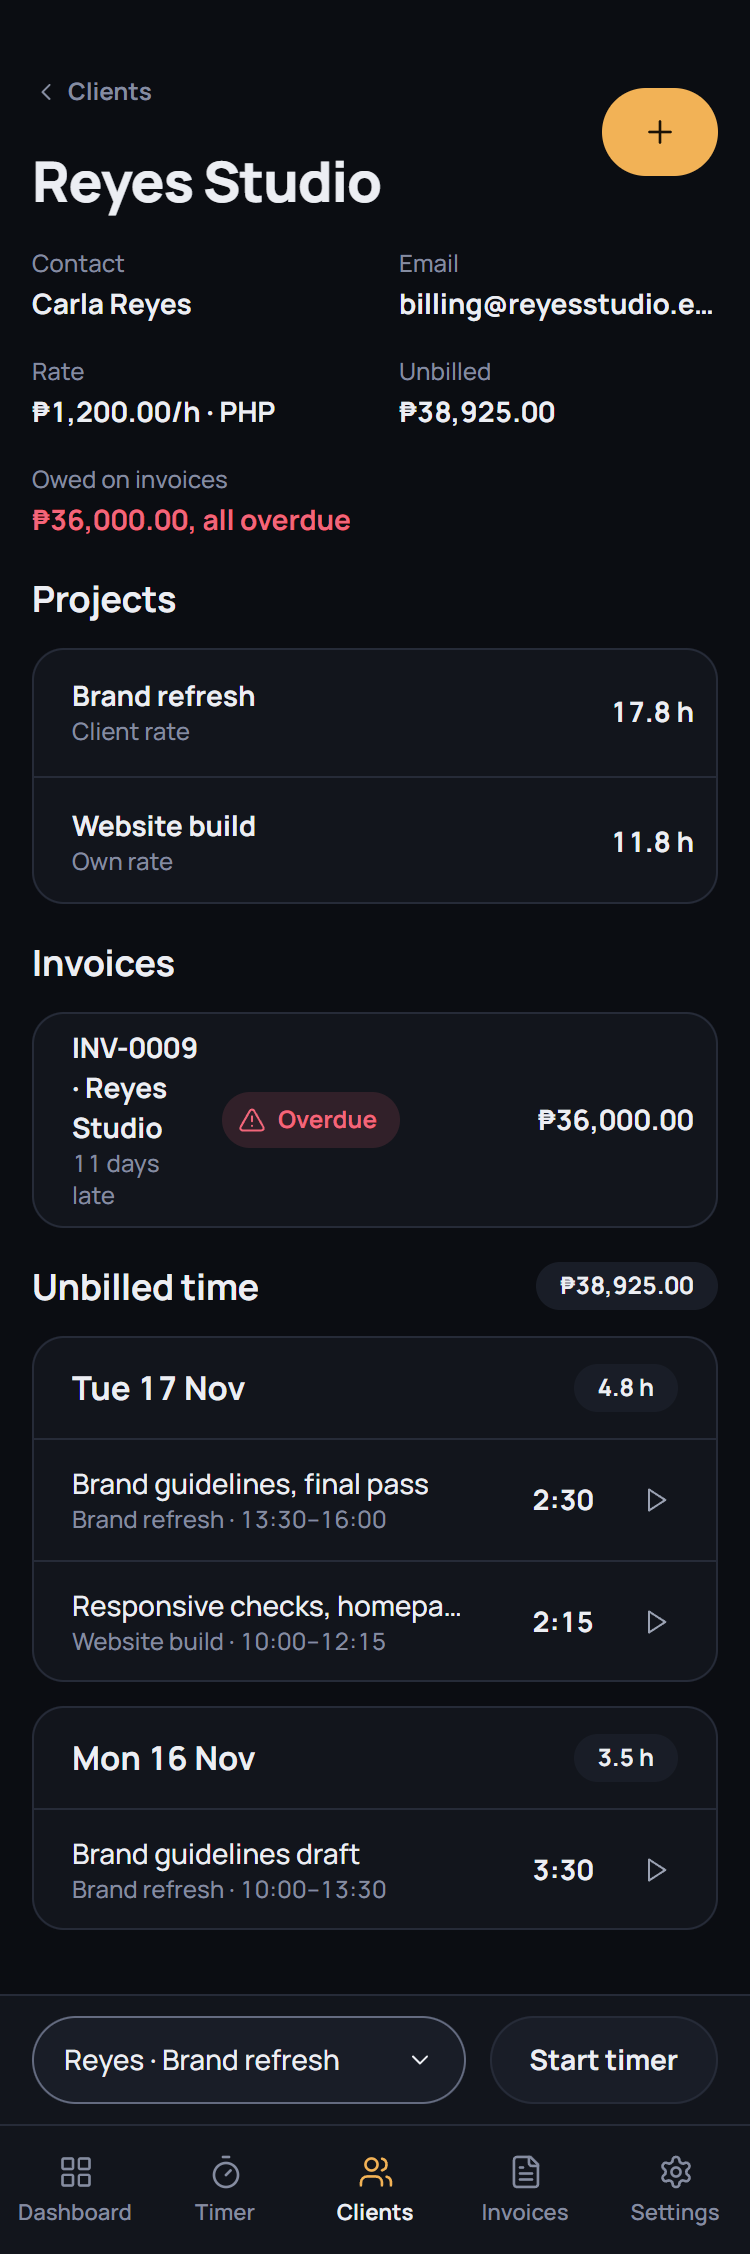 Clients
Reyes Studio
Contact
Carla Reyes
Email
billing@reyesstudio.e…
Rate
₱1,200.00/h · PHP
Unbilled
₱38,925.00
Owed on invoices
₱36,000.00, all overdue
Projects
Brand refresh
Client rate
17.8 h
Website build
Own rate
11.8 h
Invoices
INV-0009
· Reyes
Studio
11 days
late
Overdue
₱36,000.00
Unbilled time
₱38,925.00
Tue 17 Nov
4.8 h
Brand guidelines, final pass
Brand refresh · 13:30–16:00
2:30
Responsive checks, homepa…
Website build · 10:00–12:15
2:15
Mon 16 Nov
3.5 h
Brand guidelines draft
Brand refresh · 10:00–13:30
3:30
Reyes · Brand refresh
Start timer
Dashboard
Timer
Clients
Invoices
Settings